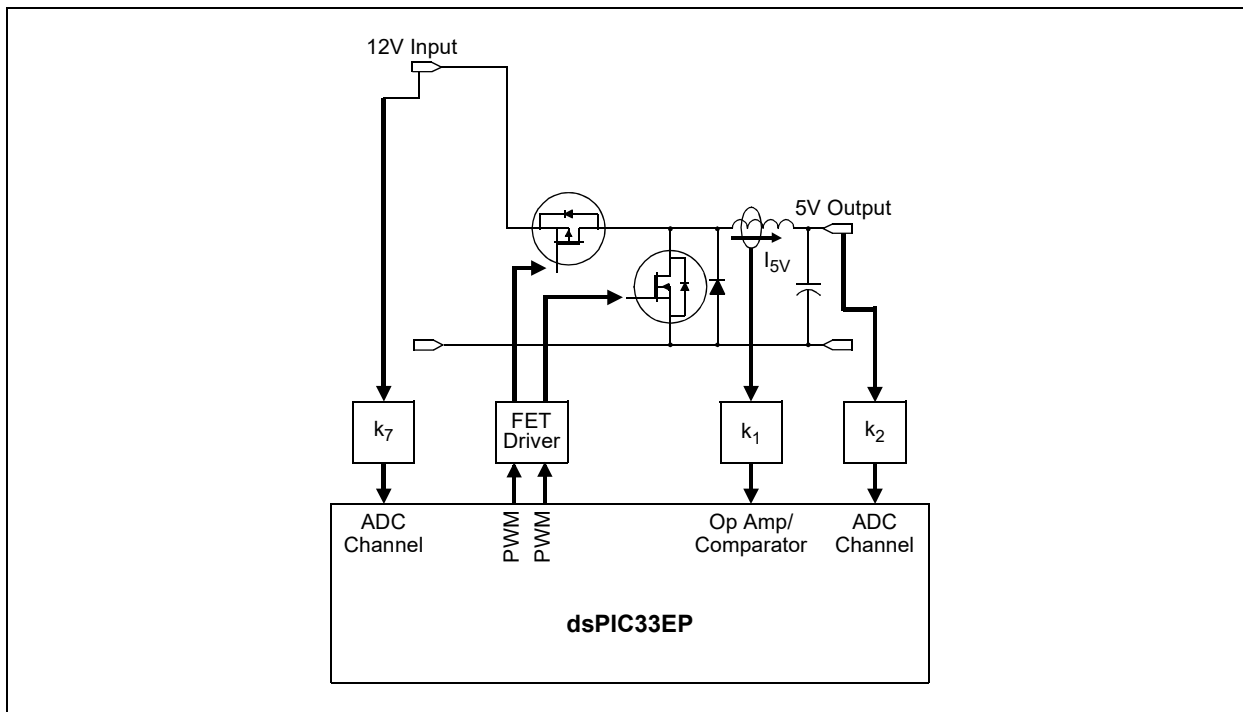 12V Input
5V Output
I5V
k7
FET
Driver
k1
k2
ADC
Channel
PWM
PWM
Op Amp/
Comparator
ADC
Channel
dsPIC33EP